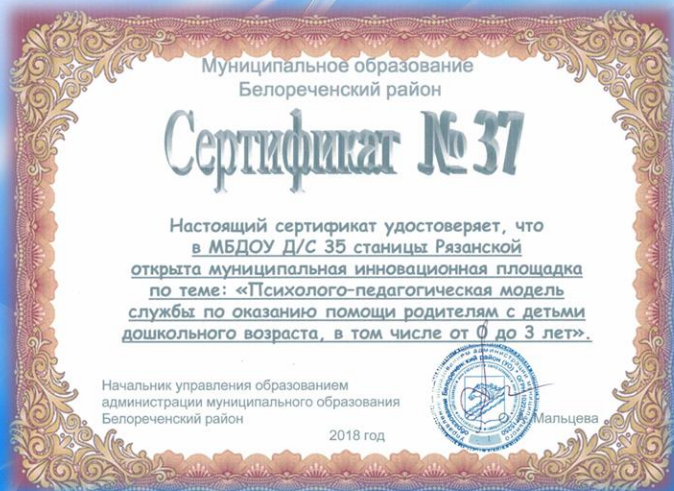 Муниципальное образование
Белореченский район
Сертификат № 37
Настоящий сертификат удостоверяет, что
в МБДОУ Д/С 35 станицы Рязанской
открыта муниципальная инновационная площадка
по теме: «Психолого-педагогическая модель
службы по оказанию помощи родителям с детьми
дошкольного возраста, в том числе от 0 до 3 лет».
Начальник управления образованием
администрации муниципального образования
Белореченский район
Мальцева
2018 год